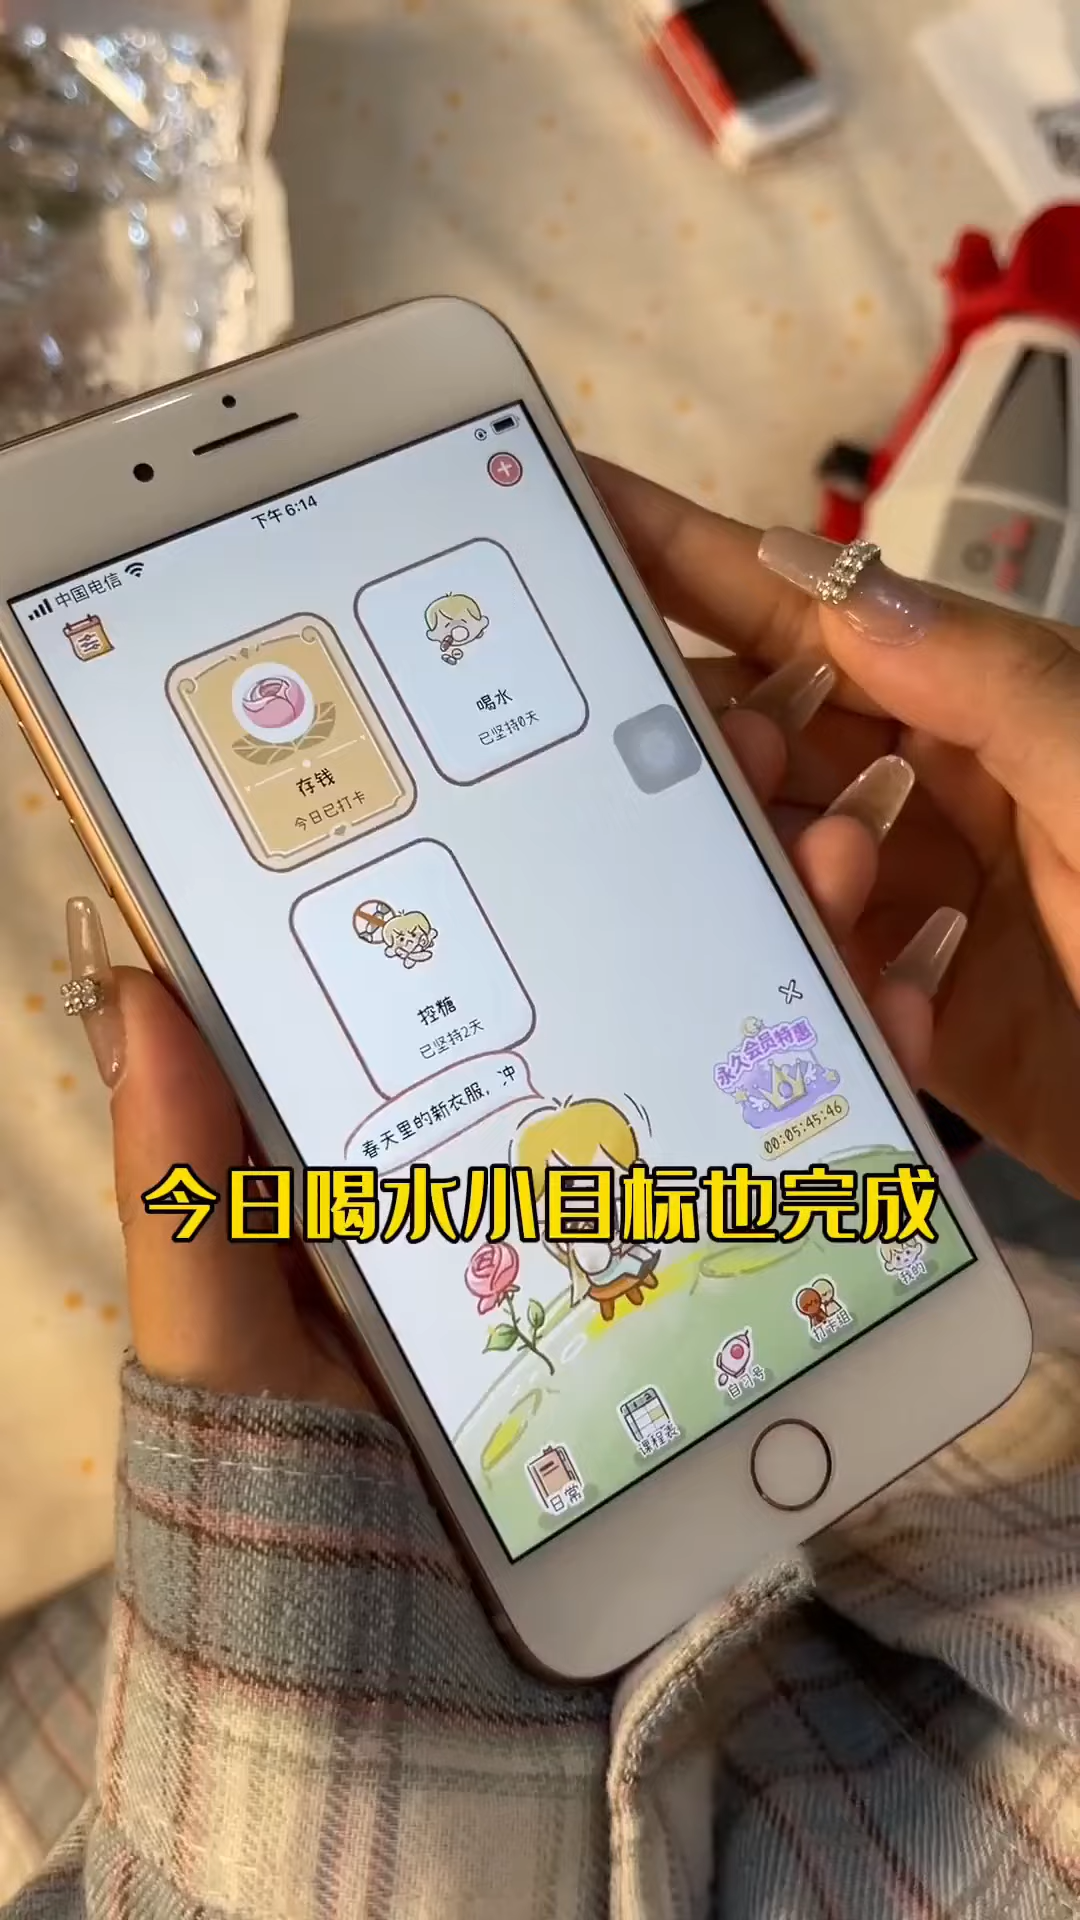 中国电信
下午6:14
喝水
已坚持0天
存钱
今日已打卡
控糖
已坚持2天
春天里的新衣服，冲
永久会员特惠
00:05:45:46
今日喝水小目标也完成
日常
课程表
自习号
打卡组
我的